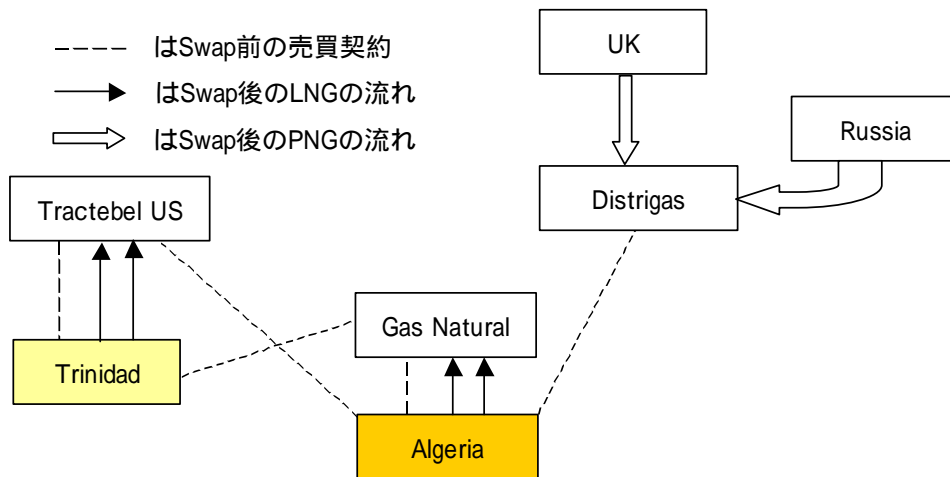 はSwap前の売買契約
はSwap後のLNGの流れ
はSwap後のPNGの流れ
UK
Russia
Tractebel US
Distrigas
Gas Natural
Trinidad
Algeria